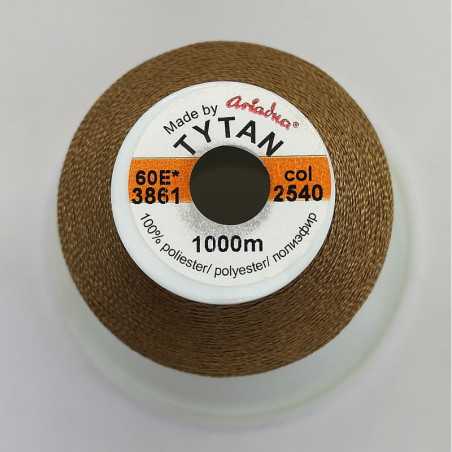 Made by Ariadna®
TYTAN
60E* col
3861 2540
1000m
100% poliester/ polyester/ полиэфир